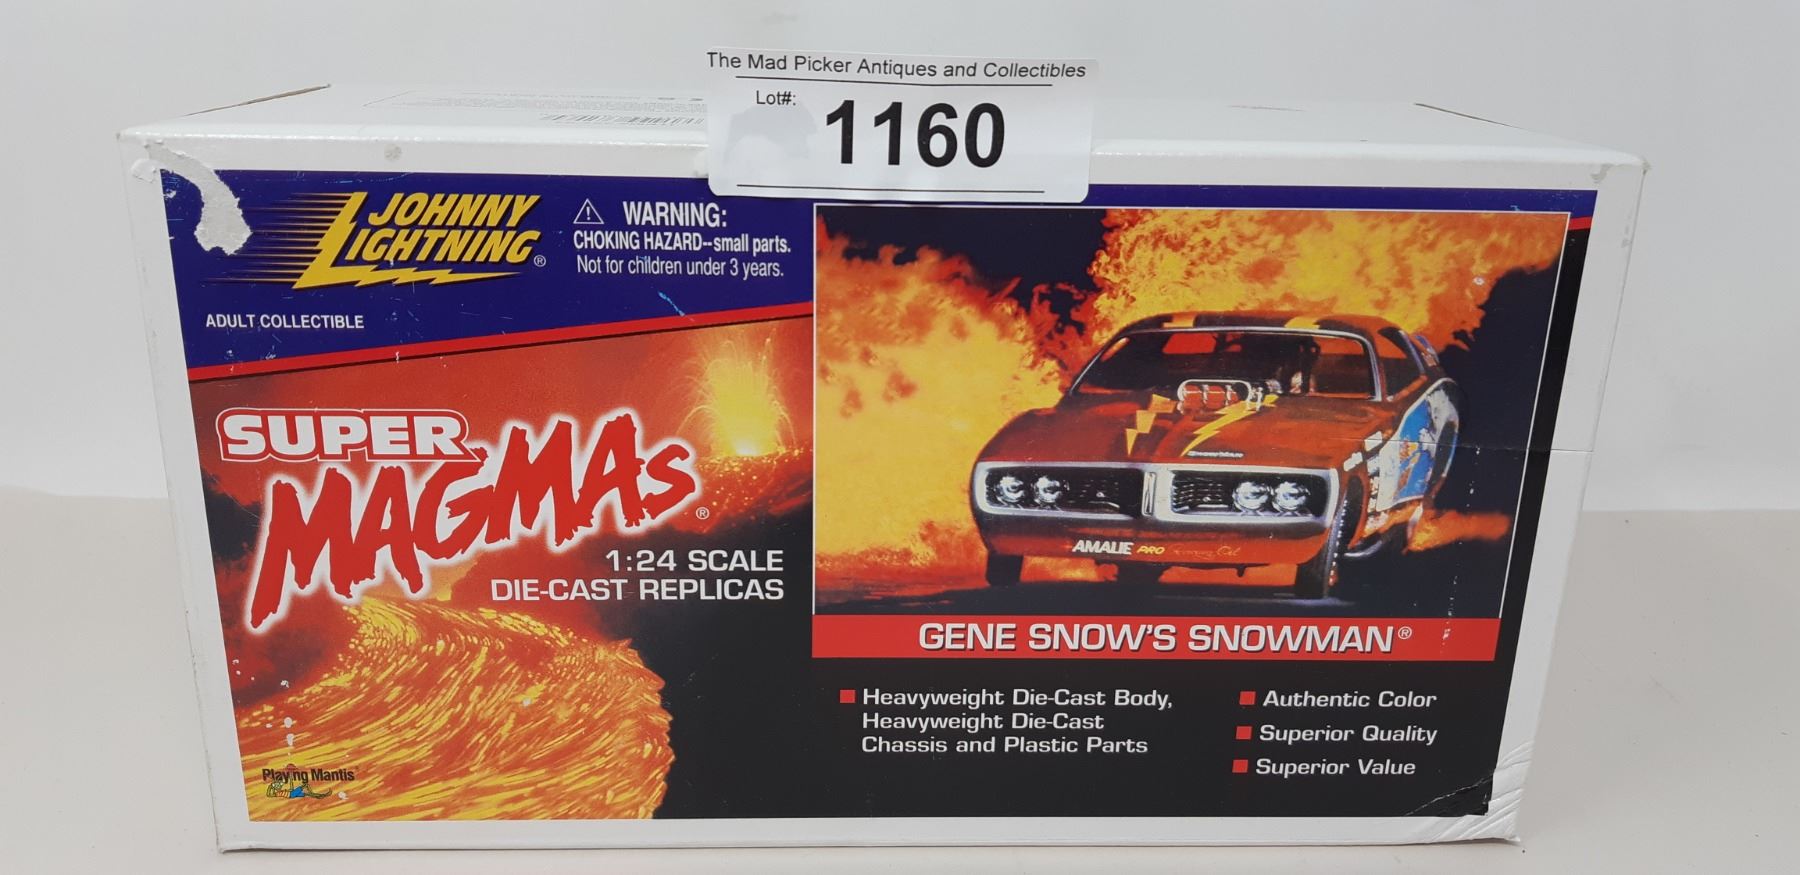 The Mad Picker Antiques and Collectibles
Lot#:
1160
JOHNNY
LIGHTNING®
⚠ WARNING:
CHOKING HAZARD--small parts.
Not for children under 3 years.
ADULT COLLECTIBLE
SUPER
MAGMAs®
1:24 SCALE
DIE-CAST REPLICAS
AMALIE PRO
GENE SNOW'S SNOWMAN®
Heavyweight Die-Cast Body,
Heavyweight Die-Cast
Chassis and Plastic Parts
Authentic Color
Superior Quality
Superior Value
Playing Mantis